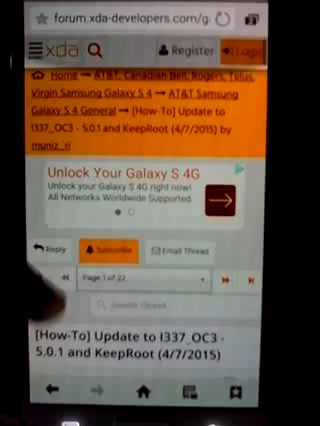 forum.xda-developers.com/g
xda Register Login
Home → AT&T, Canadian Bell, Rogers, Telus,
Virgin Samsung Galaxy S 4 → AT&T Samsung
Galaxy S 4 General → [How-To] Update to
I337_OC3 - 5.0.1 and KeepRoot (4/7/2015) by
muniz_ri
Unlock Your Galaxy S 4G
Unlock your Galaxy S 4G right now!
All Networks Worldwide Supported
Reply Subscribe Email Thread
Page 1 of 22
Search Thread
[How-To] Update to I337_OC3 -
5.0.1 and KeepRoot (4/7/2015)